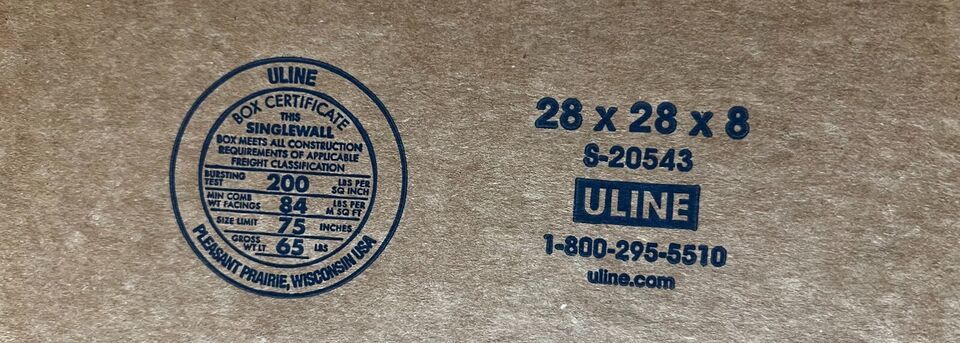 ULINE
BOX CERTIFICATE
THIS
SINGLEWALL
BOX MEETS ALL CONSTRUCTION
REQUIREMENTS OF APPLICABLE
FREIGHT CLASSIFICATION
BURSTING TEST 200 LBS PER SQ INCH
MIN COMB WT FACINGS 84 LBS PER M SQ FT
SIZE LIMIT 75 INCHES
GROSS WT LT 65 LBS
PLEASANT PRAIRIE, WISCONSIN USA
28 x 28 x 8
S-20543
ULINE
1-800-295-5510
uline.com